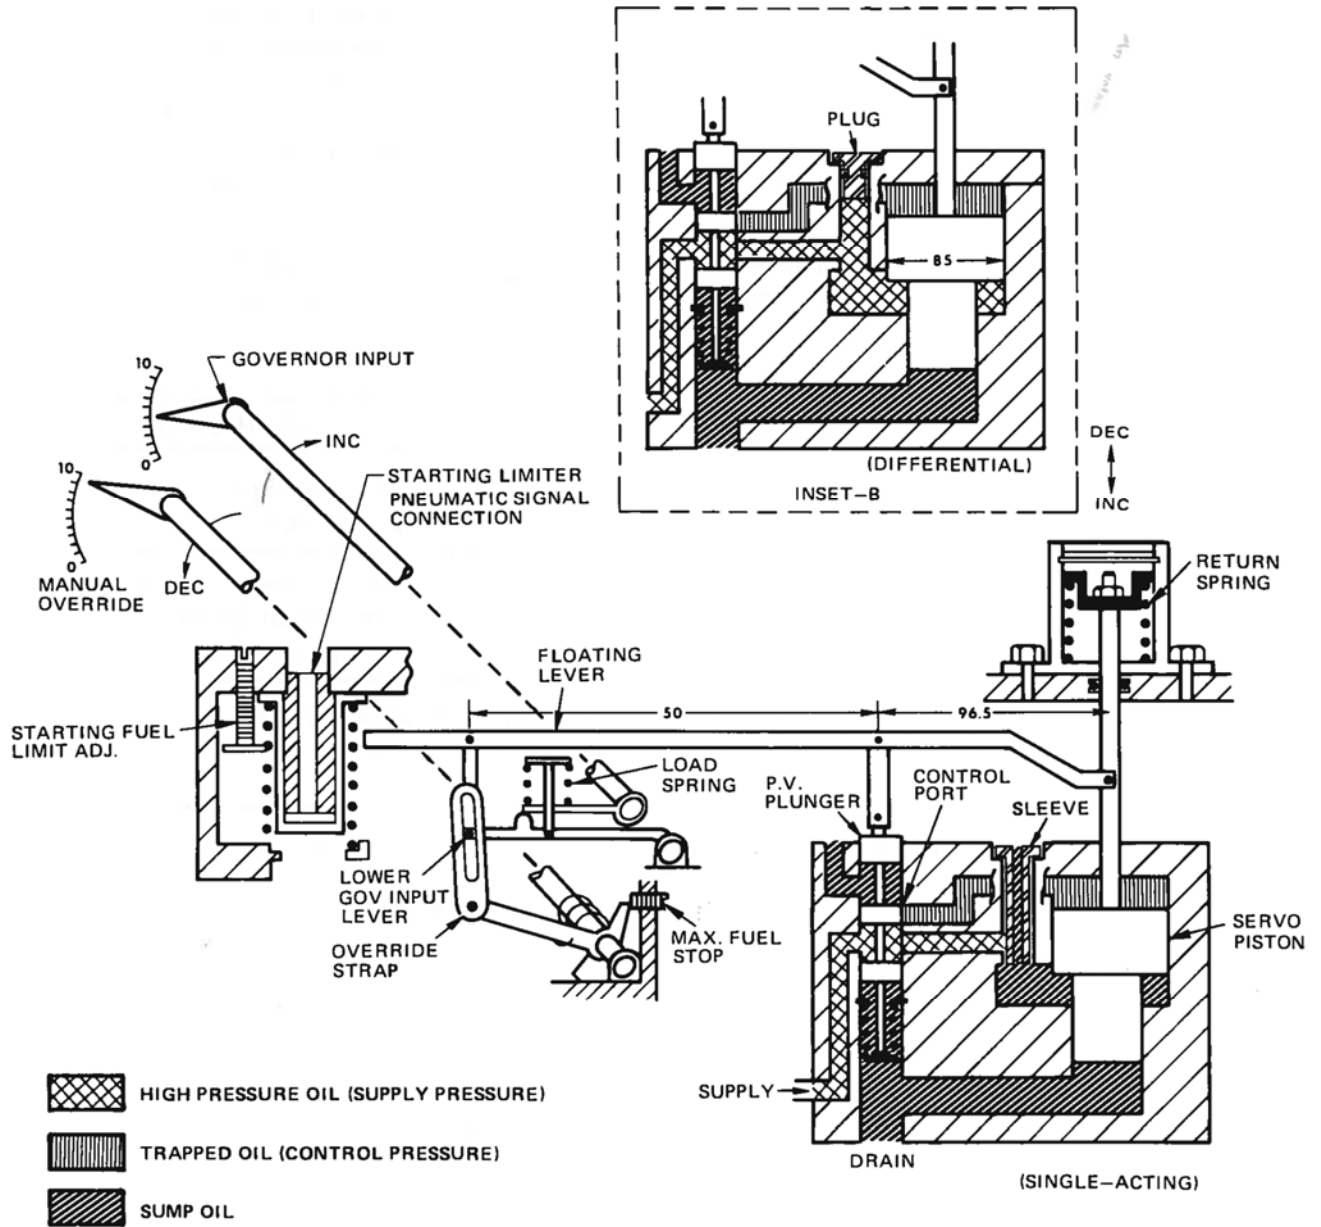 PLUG
85
(DIFFERENTIAL)
INSET–B
DEC
INC
10
GOVERNOR INPUT
0
INC
10
STARTING LIMITER
PNEUMATIC SIGNAL
CONNECTION
0
MANUAL
OVERRIDE
DEC
RETURN
SPRING
FLOATING
LEVER
50
96.5
STARTING FUEL
LIMIT ADJ.
LOAD
SPRING
P.V.
PLUNGER
CONTROL
PORT
SLEEVE
LOWER
GOV INPUT
LEVER
OVERRIDE
STRAP
MAX. FUEL
STOP
SERVO
PISTON
SUPPLY
DRAIN
(SINGLE–ACTING)
HIGH PRESSURE OIL (SUPPLY PRESSURE)
TRAPPED OIL (CONTROL PRESSURE)
SUMP OIL